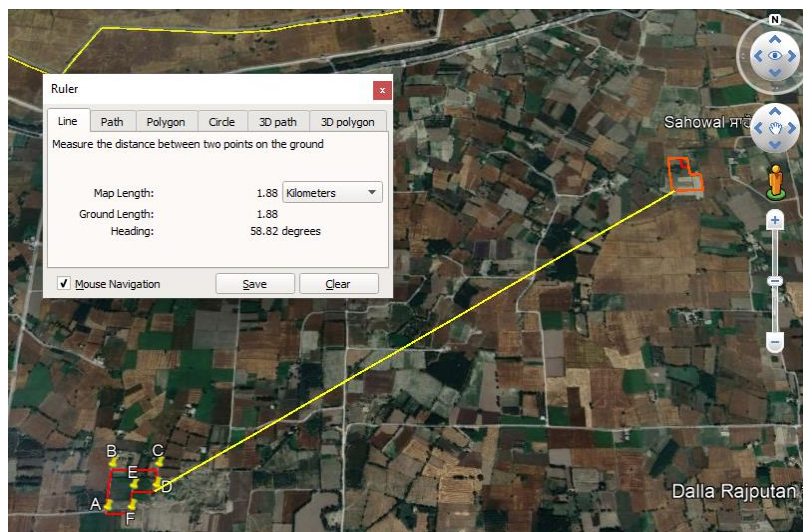 N
Ruler
x
Line Path Polygon Circle 3D path 3D polygon
Measure the distance between two points on the ground
Map Length: 1.88 Kilometers
Ground Length: 1.88
Heading: 58.82 degrees
Mouse Navigation Save Clear
Sahowal
B C
E
D
A
F
Dalla Rajputan